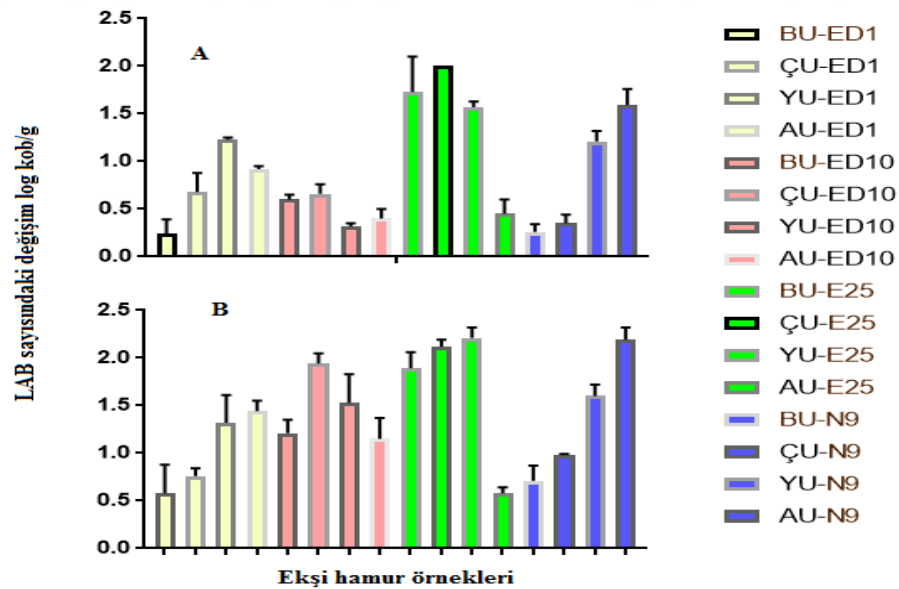 LAB sayısındaki değişim log kob/g
A
2.5
2.0
1.5
1.0
0.5
0.0
B
2.5
2.0
1.5
1.0
0.5
0.0
Ekşi hamur örnekleri
BU-ED1
ÇU-ED1
YU-ED1
AU-ED1
BU-ED10
ÇU-ED10
YU-ED10
AU-ED10
BU-E25
ÇU-E25
YU-E25
AU-E25
BU-N9
ÇU-N9
YU-N9
AU-N9